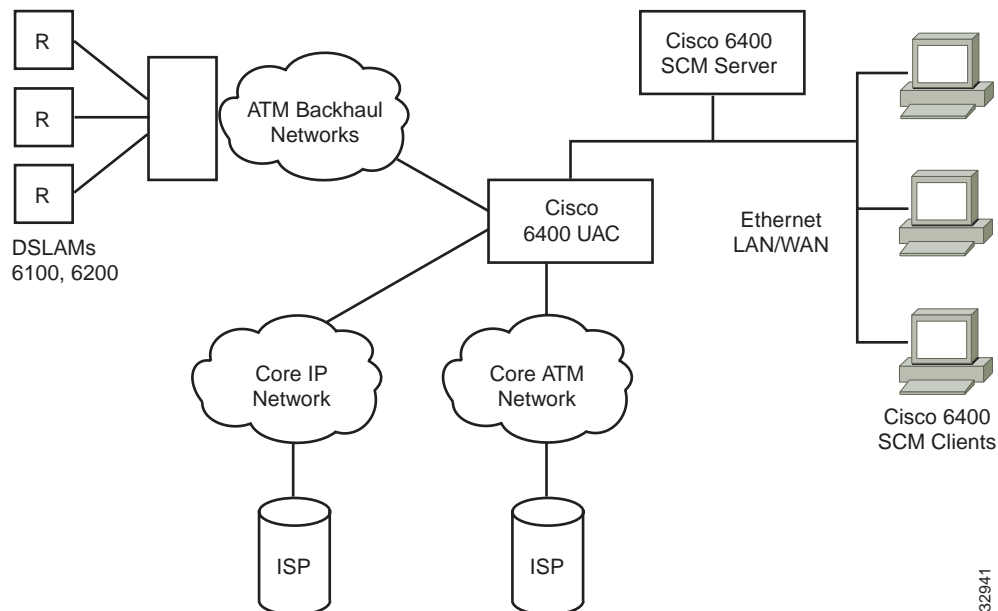 R
R
R
DSLAMs
6100, 6200
ATM Backhaul
Networks
Cisco 6400
SCM Server
Cisco
6400 UAC
Ethernet
LAN/WAN
Core IP
Network
Core ATM
Network
Cisco 6400
SCM Clients
ISP
ISP
32941